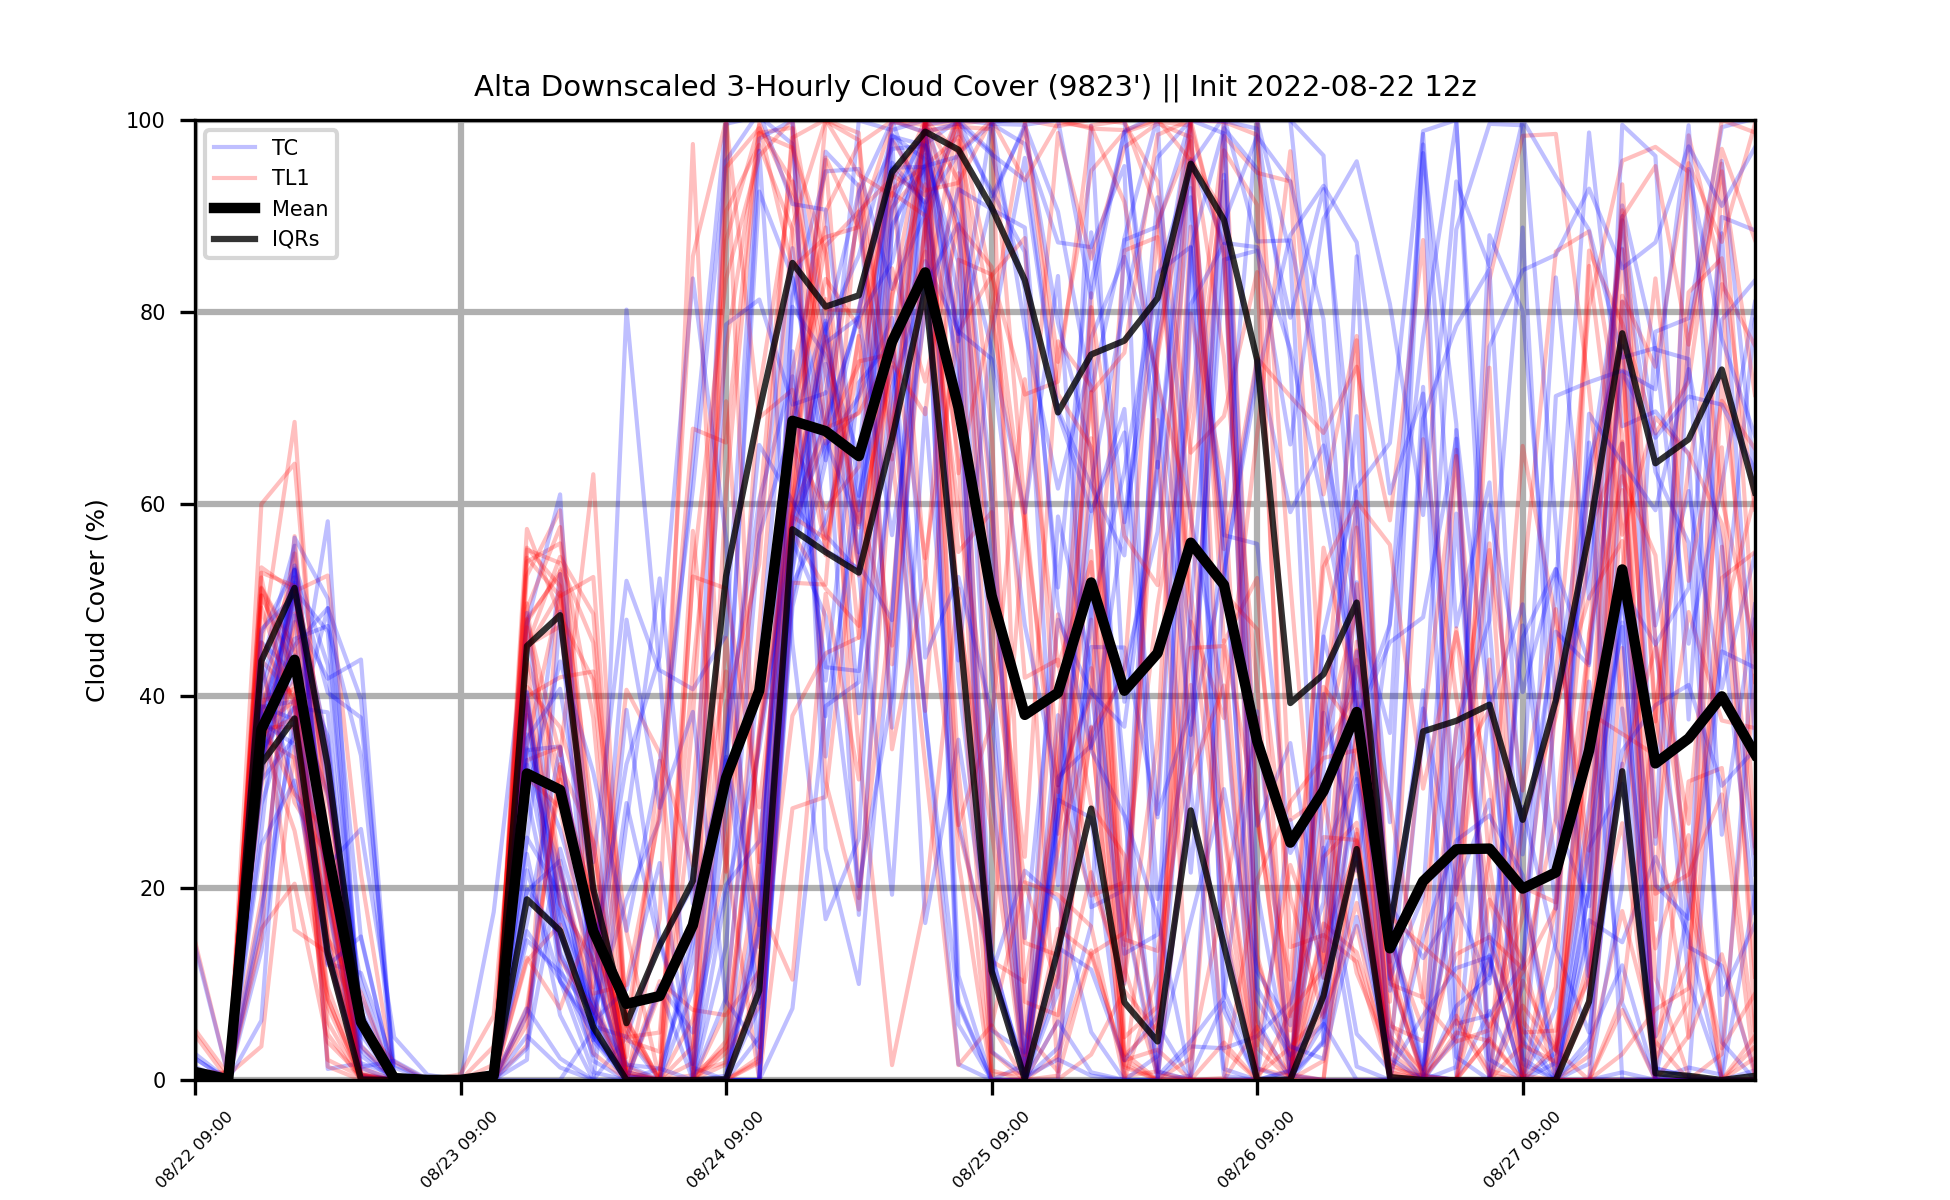 Alta Downscaled 3-Hourly Cloud Cover (9823') || Init 2022-08-22 12z
100
80
60
40
20
0
Cloud Cover (%)
TC
TL1
Mean
IQRs
08/22 09:00
08/23 09:00
08/24 09:00
08/25 09:00
08/26 09:00
08/27 09:00